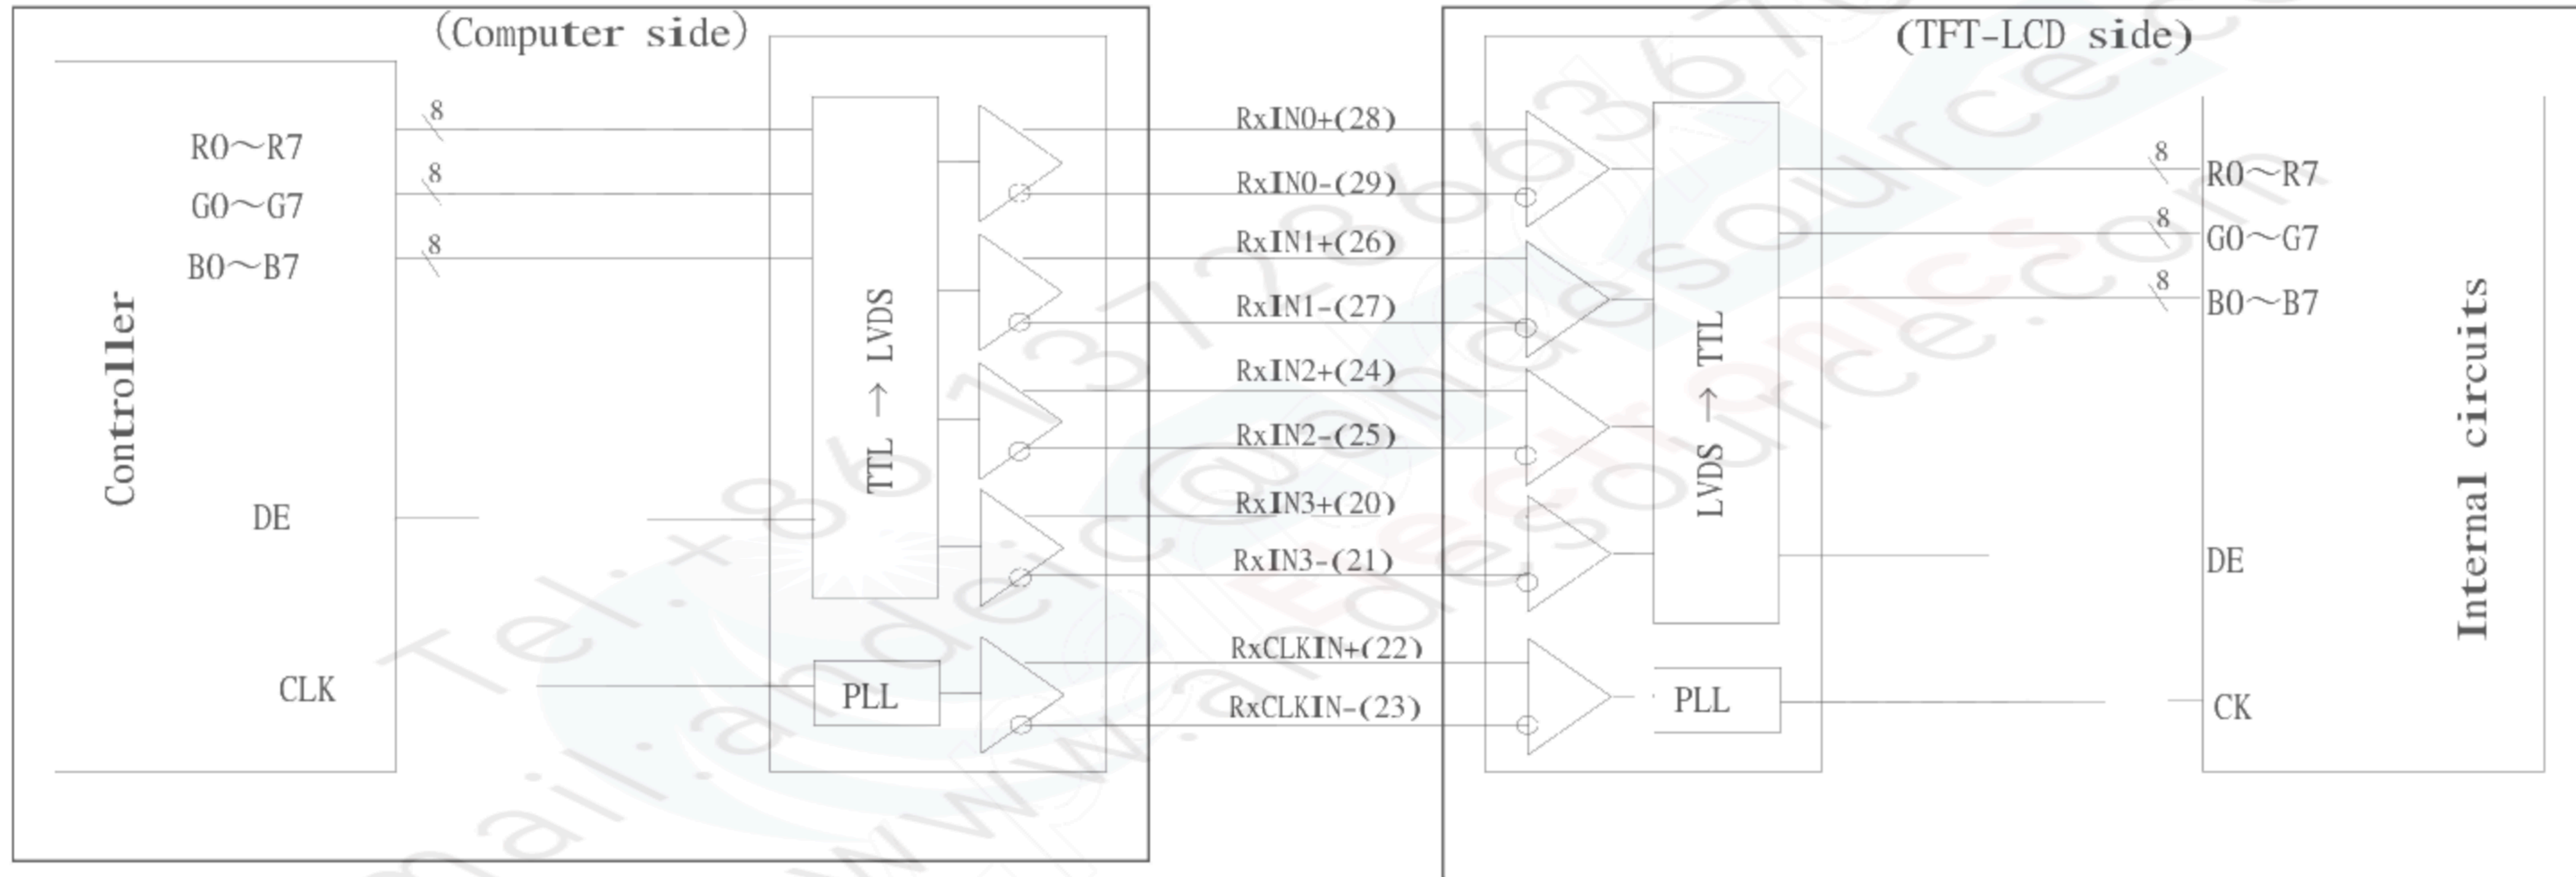 (Computer side)
(TFT-LCD side)
Controller
R0～R7
G0～G7
B0～B7
DE
CLK
8
8
8
TTL → LVDS
PLL
RxIN0+(28)
RxIN0-(29)
RxIN1+(26)
RxIN1-(27)
RxIN2+(24)
RxIN2-(25)
RxIN3+(20)
RxIN3-(21)
RxCLKIN+(22)
RxCLKIN-(23)
LVDS → TTL
PLL
8
8
8
R0～R7
G0～G7
B0～B7
DE
CK
Internal circuits